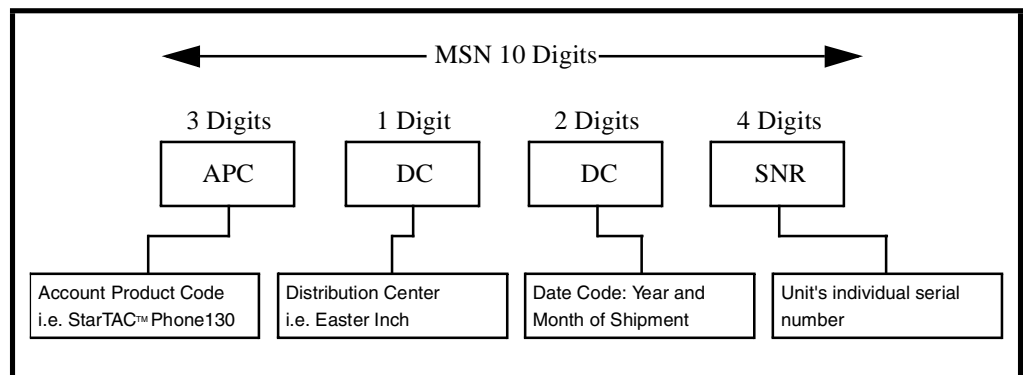 MSN 10 Digits
3 Digits 1 Digit 2 Digits 4 Digits
APC DC DC SNR
Account Product Code
i.e. StarTAC™ Phone130
Distribution Center
i.e. Easter Inch
Date Code: Year and
Month of Shipment
Unit's individual serial
number